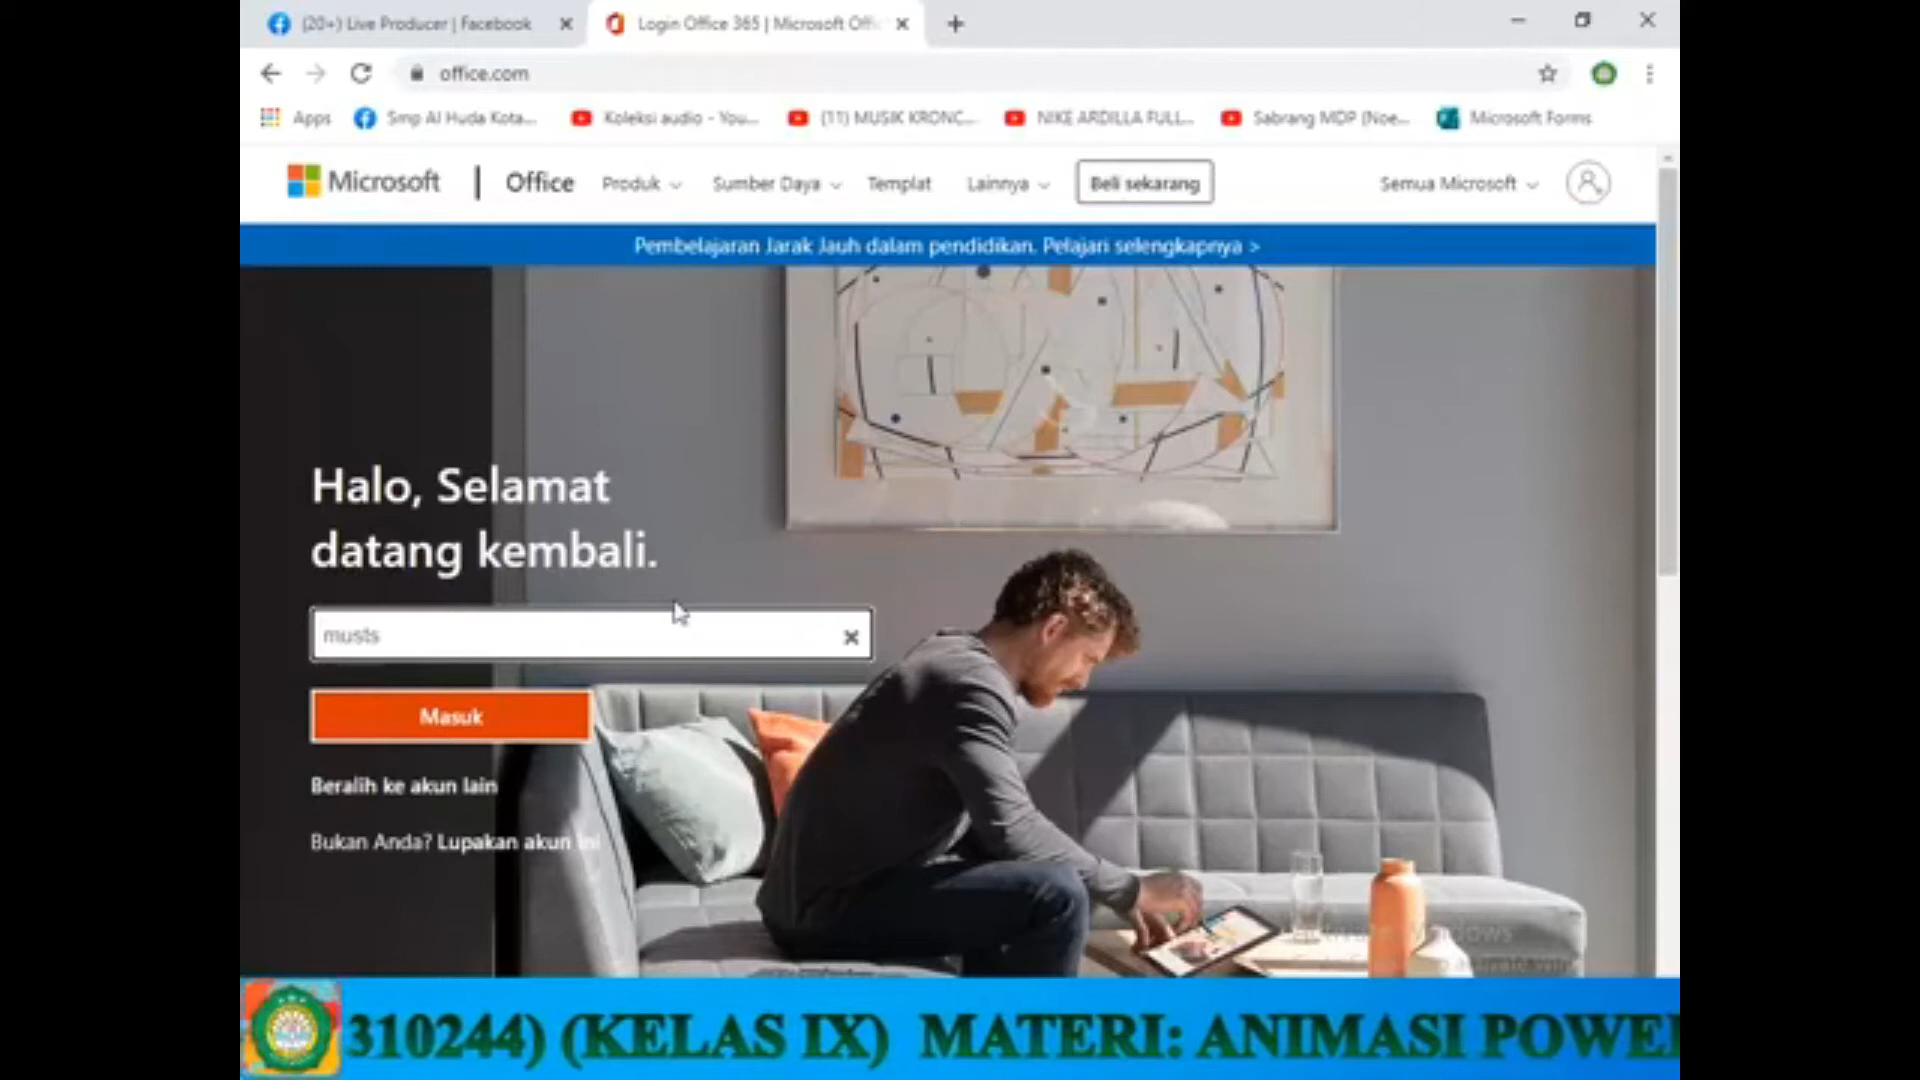 (20+) Live Producer | Facebook
Login Office 365 | Microsoft Offi
office.com
Apps
Smp Al Huda Kota...
Koleksi audio - You...
(11) MUSIK KRONC...
NIKE ARDILLA FULL...
Sabrang MDP (Noe...
Microsoft Forms
Microsoft | Office
Produk
Sumber Daya
Templat
Lainnya
Beli sekarang
Semua Microsoft
Pembelajaran Jarak Jauh dalam pendidikan. Pelajari selengkapnya >
Halo, Selamat
datang kembali.
musts
Masuk
Beralih ke akun lain
Bukan Anda? Lupakan akun ini
310244) (KELAS IX) MATERI: ANIMASI POWE